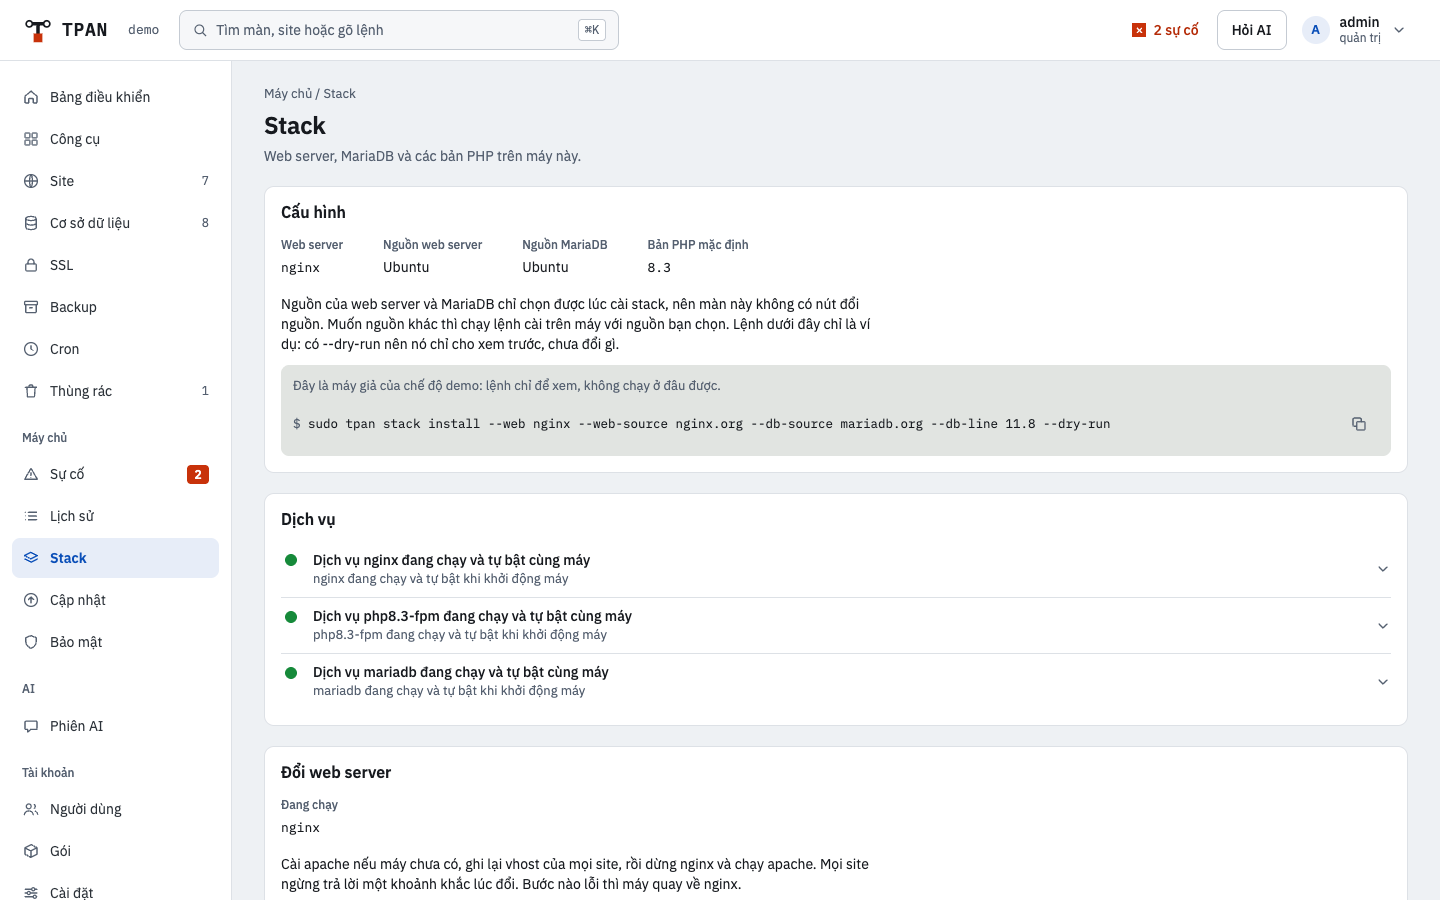 TPAN
demo
Tìm màn, site hoặc gõ lệnh
⌘K
2 sự cố
Hỏi AI
A
admin
quản trị
Bảng điều khiển
Công cụ
Site
7
Cơ sở dữ liệu
8
SSL
Backup
Cron
Thùng rác
1
Máy chủ
Sự cố
2
Lịch sử
Stack
Cập nhật
Bảo mật
AI
Phiên AI
Tài khoản
Người dùng
Gói
Cài đặt
Máy chủ / Stack
Stack
Web server, MariaDB và các bản PHP trên máy này.
Cấu hình
Web server
nginx
Nguồn web server
Ubuntu
Nguồn MariaDB
Ubuntu
Bản PHP mặc định
8.3
Nguồn của web server và MariaDB chỉ chọn được lúc cài stack, nên màn này không có nút đổi
nguồn. Muốn nguồn khác thì chạy lệnh cài trên máy với nguồn bạn chọn. Lệnh dưới đây chỉ là ví
dụ: có --dry-run nên nó chỉ cho xem trước, chưa đổi gì.
Đây là máy giả của chế độ demo: lệnh chỉ để xem, không chạy ở đâu được.
$ sudo tpan stack install --web nginx --web-source nginx.org --db-source mariadb.org --db-line 11.8 --dry-run
Dịch vụ
Dịch vụ nginx đang chạy và tự bật cùng máy
nginx đang chạy và tự bật khi khởi động máy
Dịch vụ php8.3-fpm đang chạy và tự bật cùng máy
php8.3-fpm đang chạy và tự bật khi khởi động máy
Dịch vụ mariadb đang chạy và tự bật cùng máy
mariadb đang chạy và tự bật khi khởi động máy
Đổi web server
Đang chạy
nginx
Cài apache nếu máy chưa có, ghi lại vhost của mọi site, rồi dừng nginx và chạy apache. Mọi site
ngừng trả lời một khoảnh khắc lúc đổi. Bước nào lỗi thì máy quay về nginx.